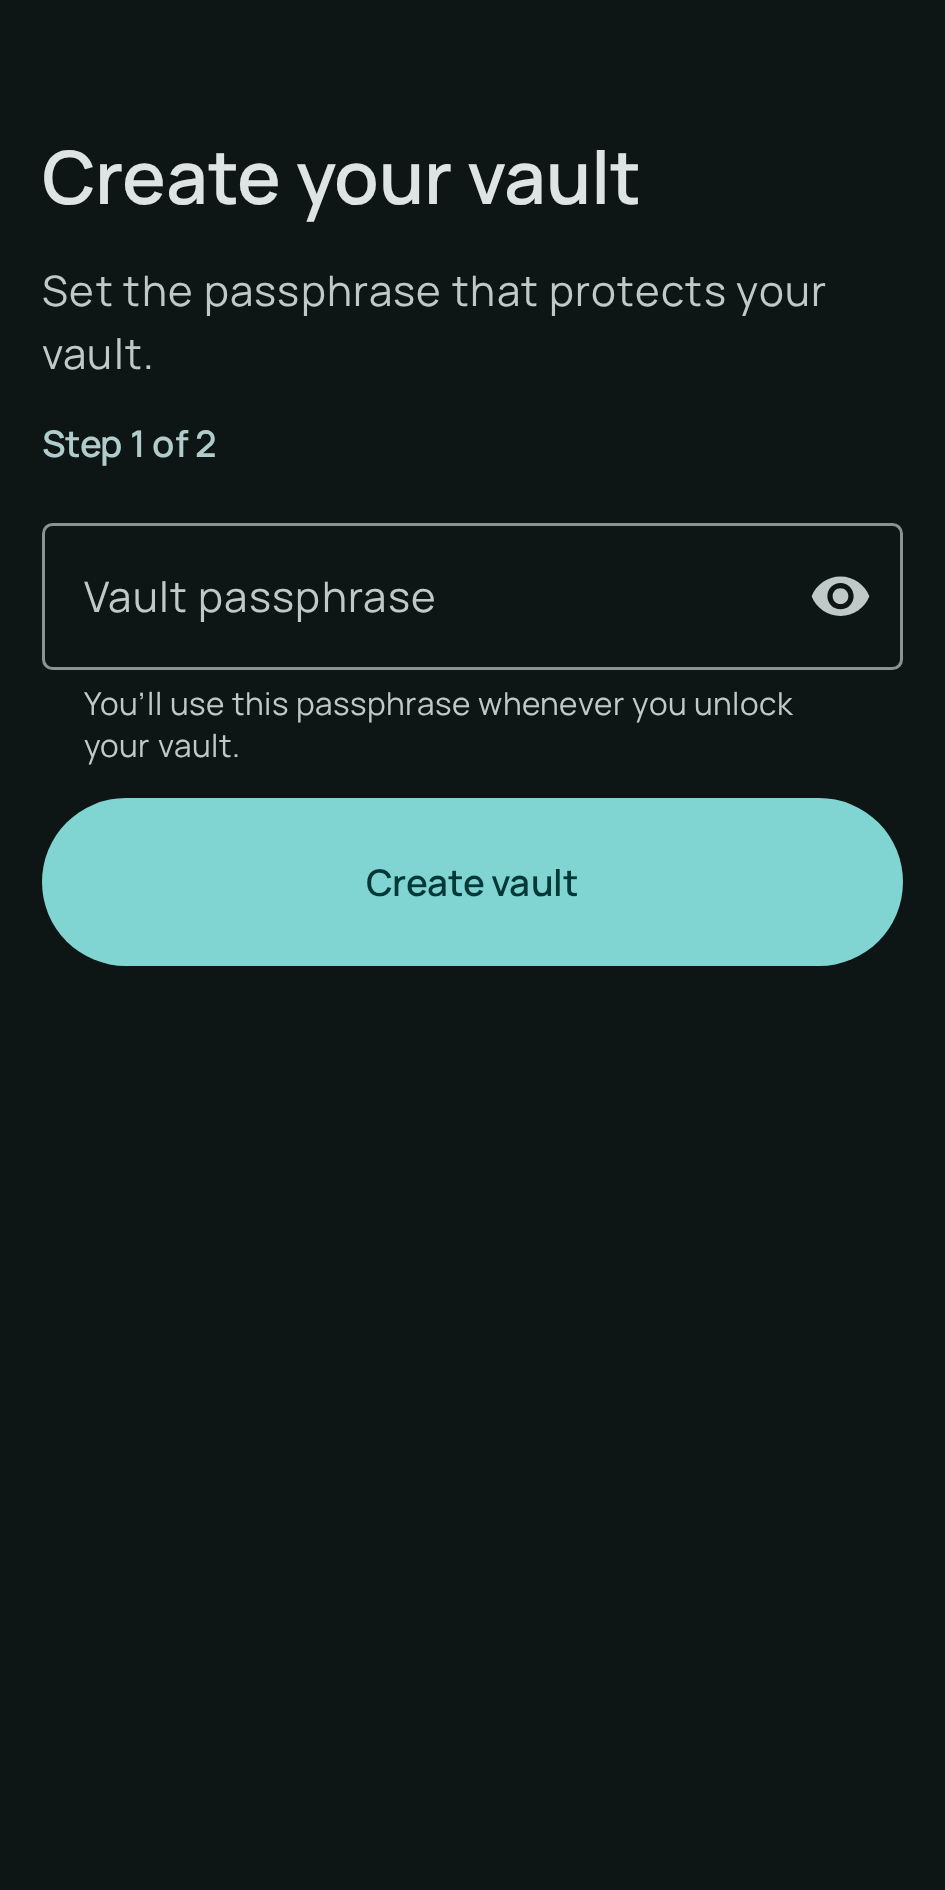 Create your vault
Set the passphrase that protects your
vault.
Step 1 of 2
Vault passphrase
You’ll use this passphrase whenever you unlock
your vault.
Create vault